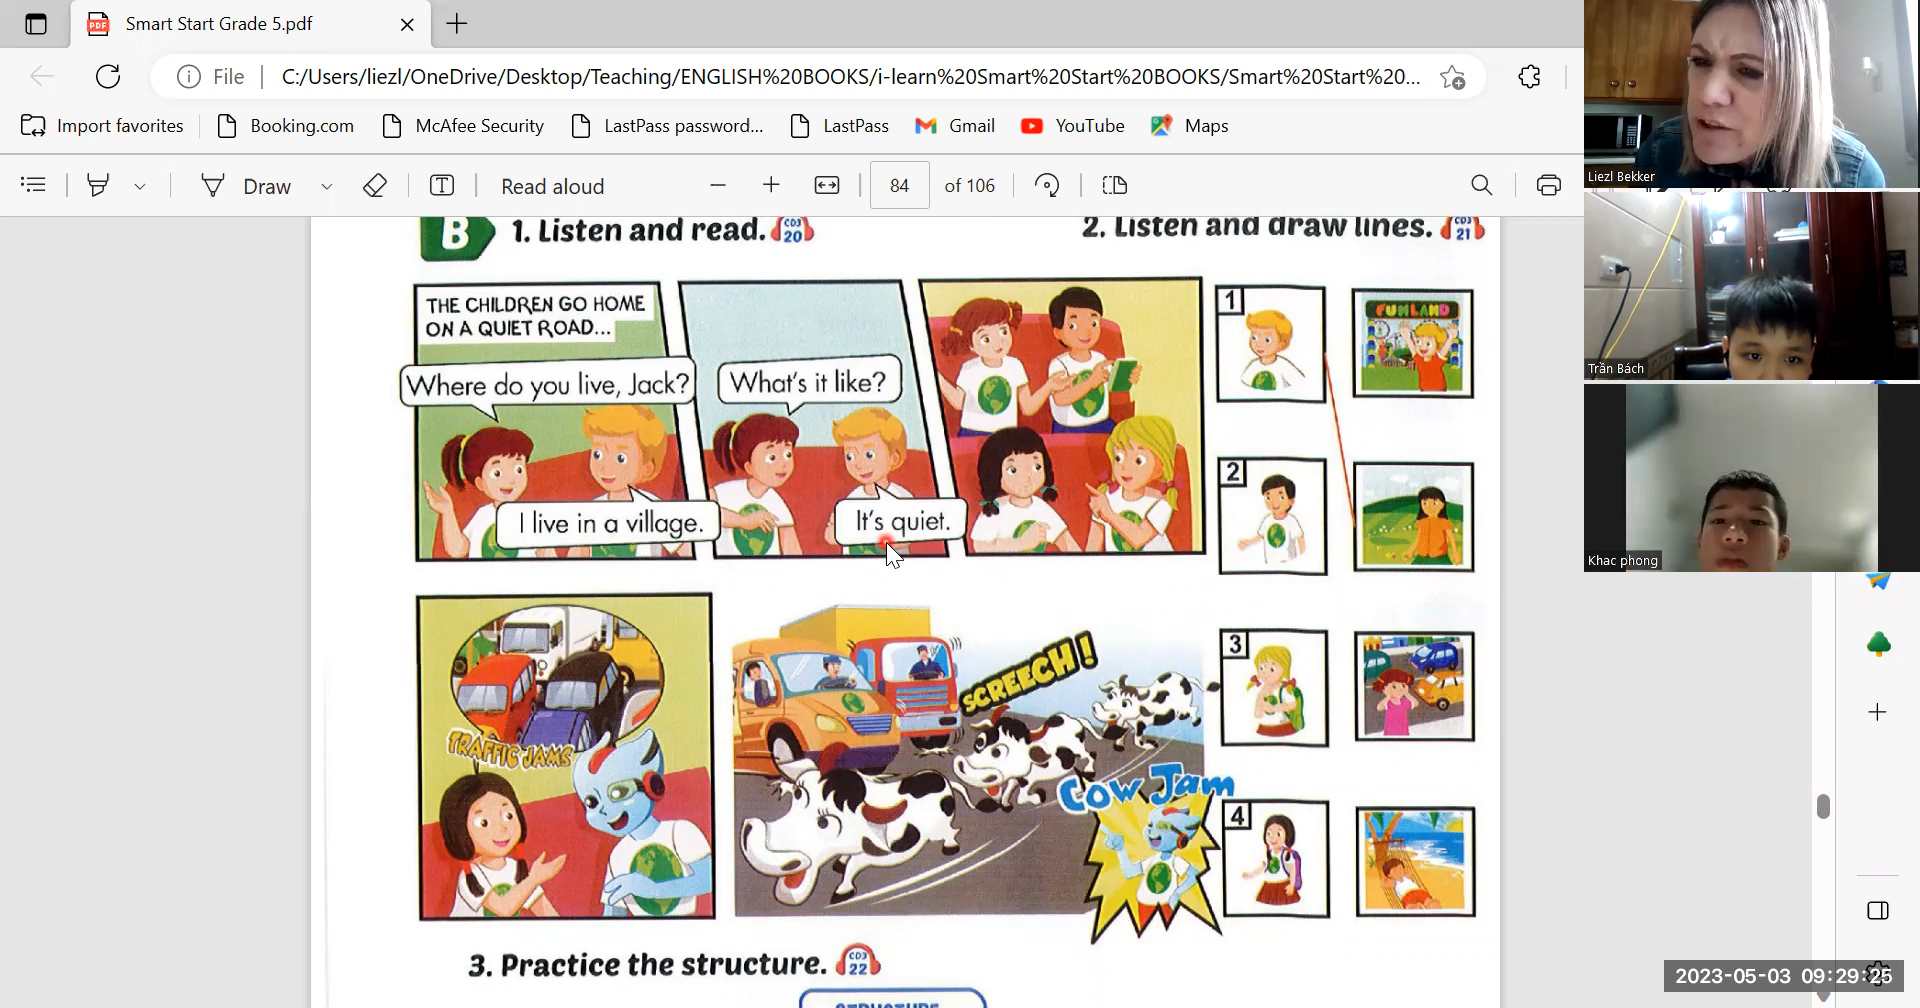 Smart Start Grade 5.pdf
File
C:/Users/liezl/OneDrive/Desktop/Teaching/ENGLISH%20BOOKS/i-learn%20Smart%20Start%20BOOKS/Smart%20Start%20...
Import favorites
Booking.com
McAfee Security
LastPass password...
LastPass
Gmail
YouTube
Maps
Draw
Read aloud
84
of 106
Liezl Bekker
Trần Bách
Khac phong
B
1. Listen and read.
CD3
20
2. Listen and draw lines.
CD3
21
THE CHILDREN GO HOME
ON A QUIET ROAD...
Where do you live, Jack?
I live in a village.
What's it like?
It's quiet.
1
FUNLAND
2
TRAFFIC JAMS
SCREECH!
Cow Jam
3
4
3. Practice the structure.
CD3
22
STRUCTURE
2023-05-03 09:29:25